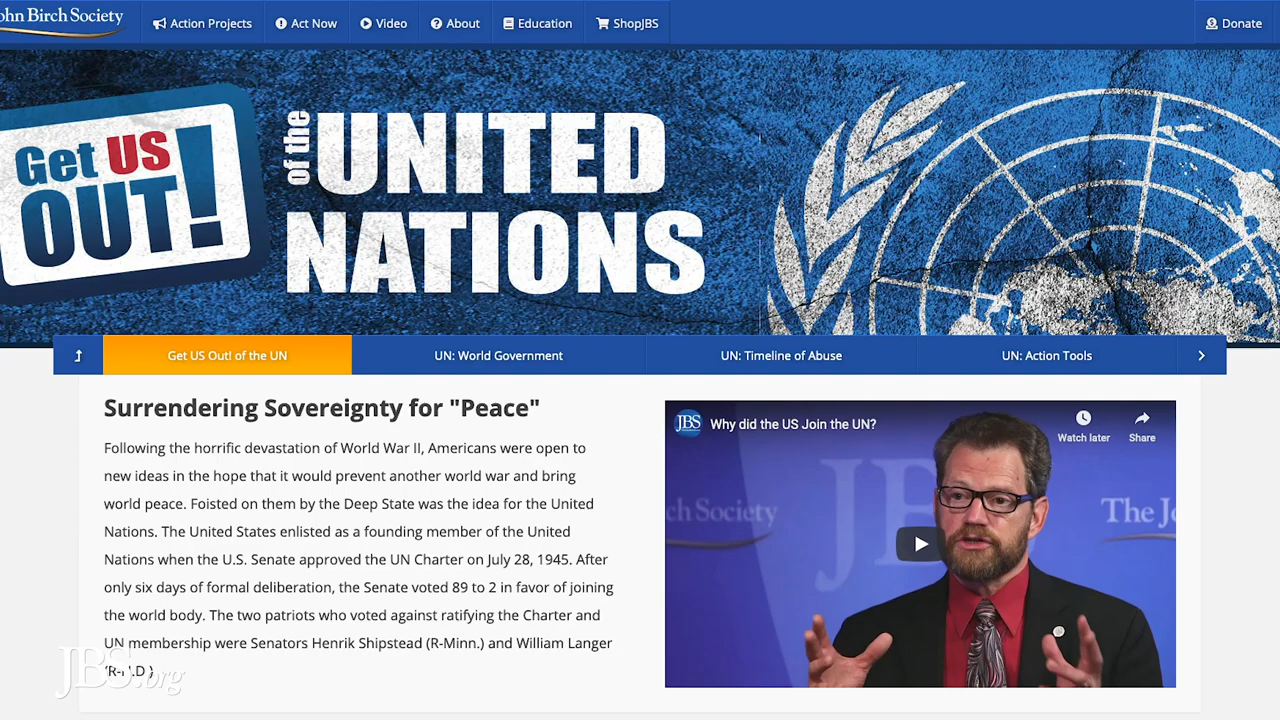 ohn Birch Society
Action Projects
Act Now
Video
About
Education
ShopJBS
Donate
Get US
OUT!
of the
UNITED
NATIONS
Get US Out! of the UN
UN: World Government
UN: Timeline of Abuse
UN: Action Tools
Surrendering Sovereignty for "Peace"
Following the horrific devastation of World War II, Americans were open to
new ideas in the hope that it would prevent another world war and bring
world peace. Foisted on them by the Deep State was the idea for the United
Nations. The United States enlisted as a founding member of the United
Nations when the U.S. Senate approved the UN Charter on July 28, 1945. After
only six days of formal deliberation, the Senate voted 89 to 2 in favor of joining
the world body. The two patriots who voted against ratifying the Charter and
UN membership were Senators Henrik Shipstead (R-Minn.) and William Langer
(R-N.D.)
JBS.org
JBS
Why did the US Join the UN?
Watch later
Share
ch Society
JB
The Jo